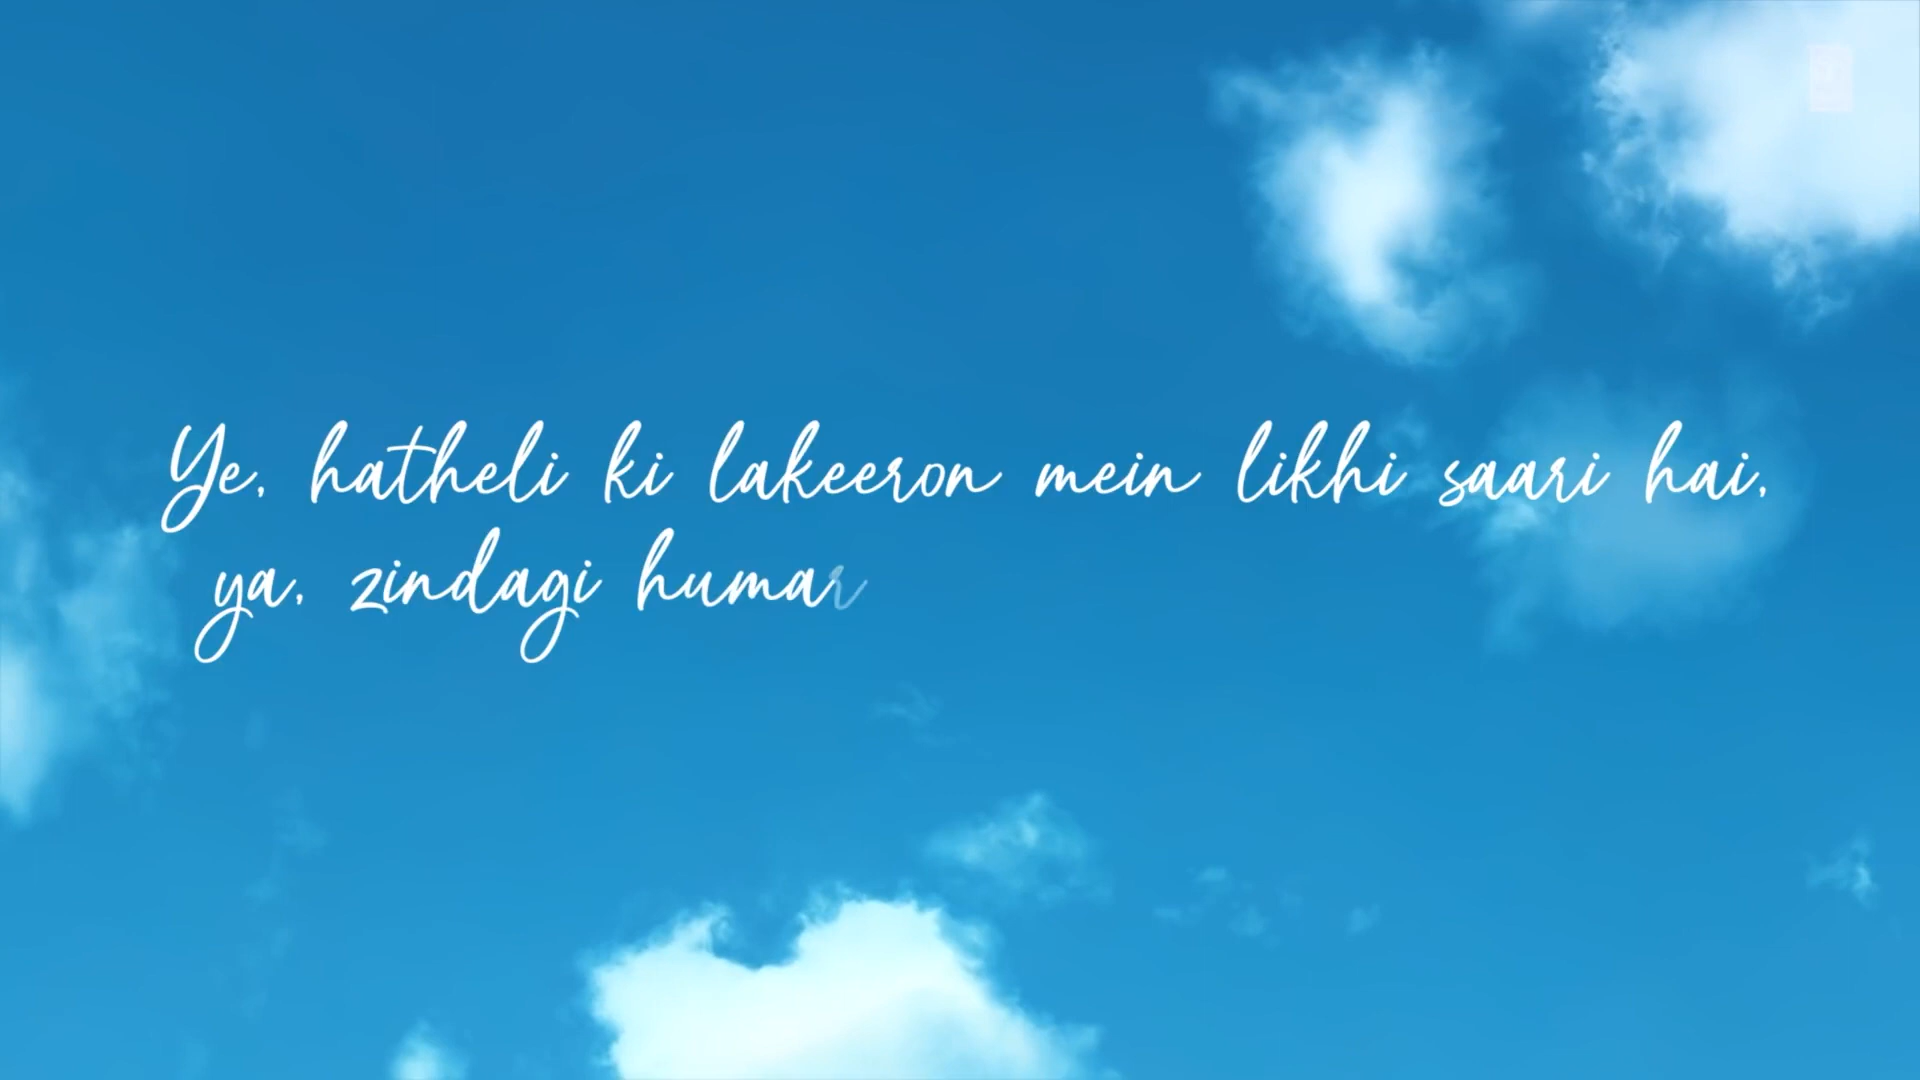 Ye, hatheli ki lakeeron mein likhi saari hai,
ya, zindagi humar